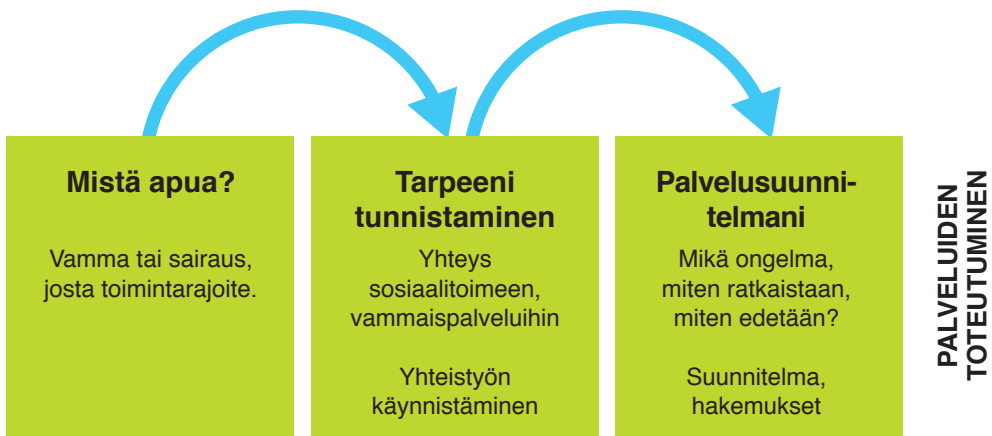 Mistä apua?
Vamma tai sairaus,
josta toimintarajoite.
Tarpeeni
tunnistaminen
Yhteys
sosiaalitoimeen,
vammaispalveluihin
Yhteistyön
käynnistäminen
Palvelusuunni-
telmani
Mikä ongelma,
miten ratkaistaan,
miten edetään?
Suunnitelma,
hakemukset
PALVELUIDEN
TOTEUTUMINEN